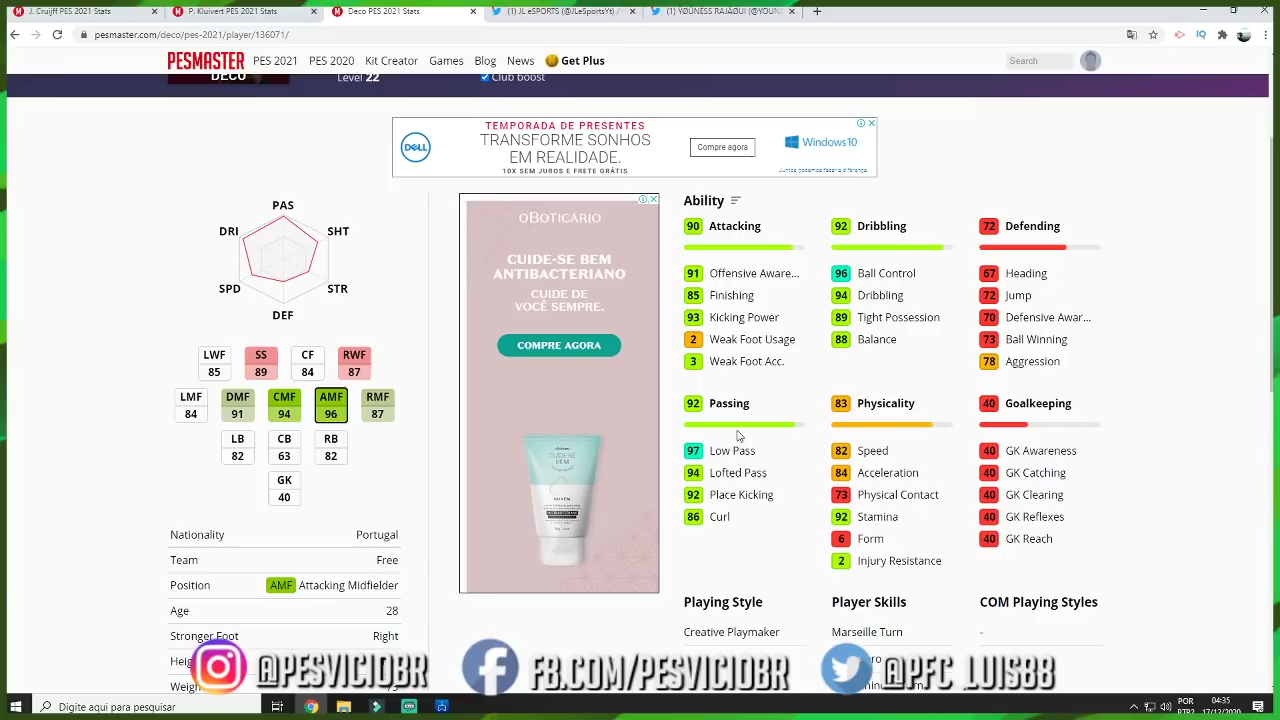 J. Cruijff PES 2021 Stats
P. Kluivert PES 2021 Stats
Deco PES 2021 Stats
(1) JL eSPORTS (@JLeSportsYt) /
(1) YOUNESS RAJAOUI (@YOUNS
pesmaster.com/deco/pes-2021/player/136071/
PESMASTER PES 2021 PES 2020 Kit Creator Games Blog News Get Plus Search
DECO Level 22 Club boost
DELL
TEMPORADA DE PRESENTES
TRANSFORME SONHOS
EM REALIDADE.
10X SEM JUROS E FRETE GRÁTIS
Compre agora
Windows 10
PAS
DRI SHT
SPD STR
DEF
LWF SS CF RWF
85 89 84 87
LMF DMF CMF AMF RMF
84 91 94 96 87
LB CB RB
82 63 82
GK
40
Nationality Portugal
Team Free
Position AMF Attacking Midfielder
Age 28
Stronger Foot Right
oBOTICÁRIO
CUIDE-SE BEM
ANTIBACTERIANO
CUIDE DE
VOCÊ SEMPRE.
COMPRE AGORA
Ability
90 Attacking
91 Offensive Aware...
85 Finishing
93 Kicking Power
2 Weak Foot Usage
3 Weak Foot Acc.
92 Dribbling
96 Ball Control
94 Dribbling
89 Tight Possession
88 Balance
72 Defending
67 Heading
72 Jump
70 Defensive Awar...
73 Ball Winning
78 Aggression
92 Passing
97 Low Pass
94 Lofted Pass
92 Place Kicking
86 Curl
83 Physicality
82 Speed
84 Acceleration
73 Physical Contact
92 Stamina
6 Form
2 Injury Resistance
40 Goalkeeping
40 GK Awareness
40 GK Catching
40 GK Clearing
40 GK Reflexes
40 GK Reach
Playing Style
Creative Playmaker
Player Skills
Marseille Turn
COM Playing Styles
-
@PESVICIOBR
FB.COM/PESVICIOBR
@PFC_LUIS88
Digite aqui para pesquisar
POR
04:35
17/12/2020